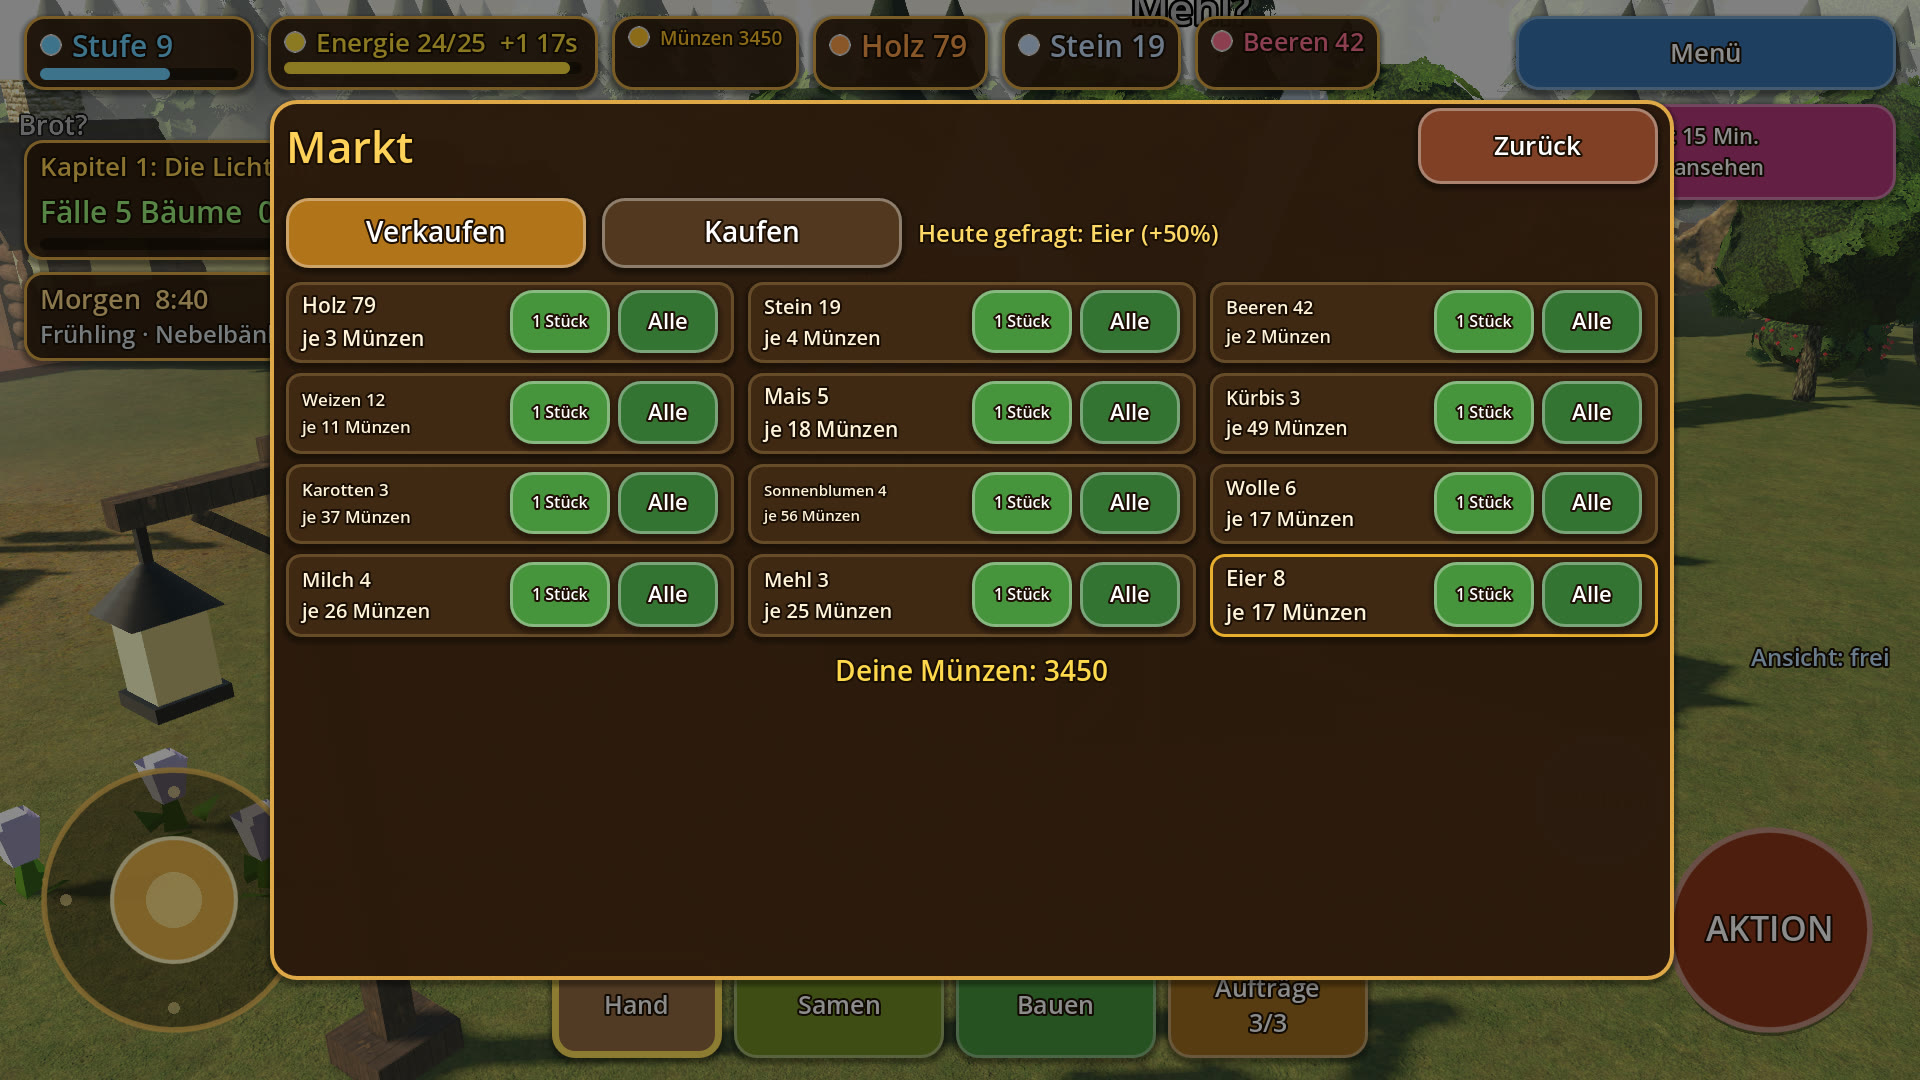 Mehl?
Stufe 9
Energie 24/25 +1 17s
Münzen 3450
Holz 79
Stein 19
Beeren 42
Menü
Brot?
Kapitel 1: Die Licht
Fälle 5 Bäume 0
Morgen 8:40
Frühling · Nebelbänk
15 Min.
ansehen
Markt
Zurück
Verkaufen
Kaufen
Heute gefragt: Eier (+50%)
Holz 79
je 3 Münzen
1 Stück
Alle
Stein 19
je 4 Münzen
1 Stück
Alle
Beeren 42
je 2 Münzen
1 Stück
Alle
Weizen 12
je 11 Münzen
1 Stück
Alle
Mais 5
je 18 Münzen
1 Stück
Alle
Kürbis 3
je 49 Münzen
1 Stück
Alle
Karotten 3
je 37 Münzen
1 Stück
Alle
Sonnenblumen 4
je 56 Münzen
1 Stück
Alle
Wolle 6
je 17 Münzen
1 Stück
Alle
Milch 4
je 26 Münzen
1 Stück
Alle
Mehl 3
je 25 Münzen
1 Stück
Alle
Eier 8
je 17 Münzen
1 Stück
Alle
Deine Münzen: 3450
Ansicht: frei
AKTION
Hand
Samen
Bauen
Aufträge
3/3